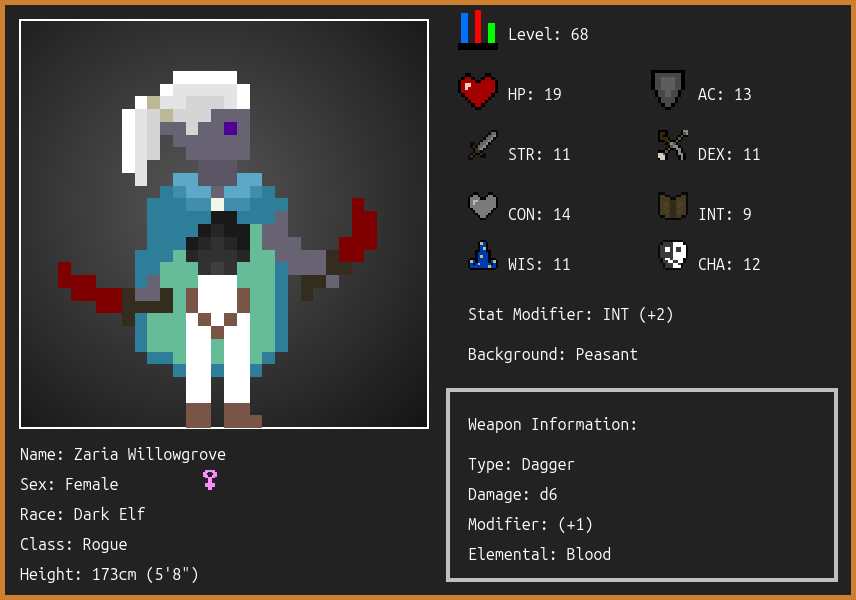 Level: 68
HP: 19
AC: 13
STR: 11
DEX: 11
CON: 14
INT: 9
WIS: 11
CHA: 12
Stat Modifier: INT (+2)
Background: Peasant
Weapon Information:
Type: Dagger
Damage: d6
Modifier: (+1)
Elemental: Blood
Name: Zaria Willowgrove
Sex: Female
Race: Dark Elf
Class: Rogue
Height: 173cm (5'8")